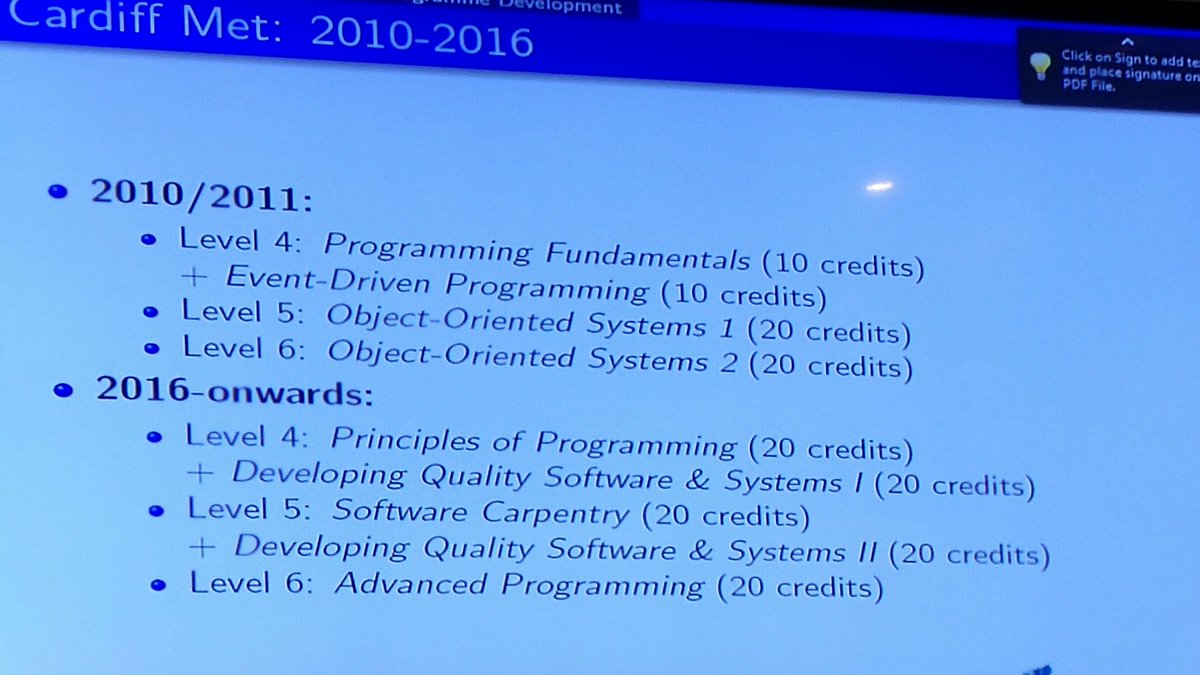 Development
Cardiff Met: 2010-2016
Click on Sign to add
and place signature on
PDF File.
2010/2011:
Level 4: Programming Fundamentals (10 credits)
+ Event-Driven Programming (10 credits)
Level 5: Object-Oriented Systems 1 (20 credits)
Level 6: Object-Oriented Systems 2 (20 credits)
2016-onwards:
Level 4: Principles of Programming (20 credits)
+ Developing Quality Software & Systems I (20 credits)
Level 5: Software Carpentry (20 credits)
+ Developing Quality Software & Systems II (20 credits)
Level 6: Advanced Programming (20 credits)